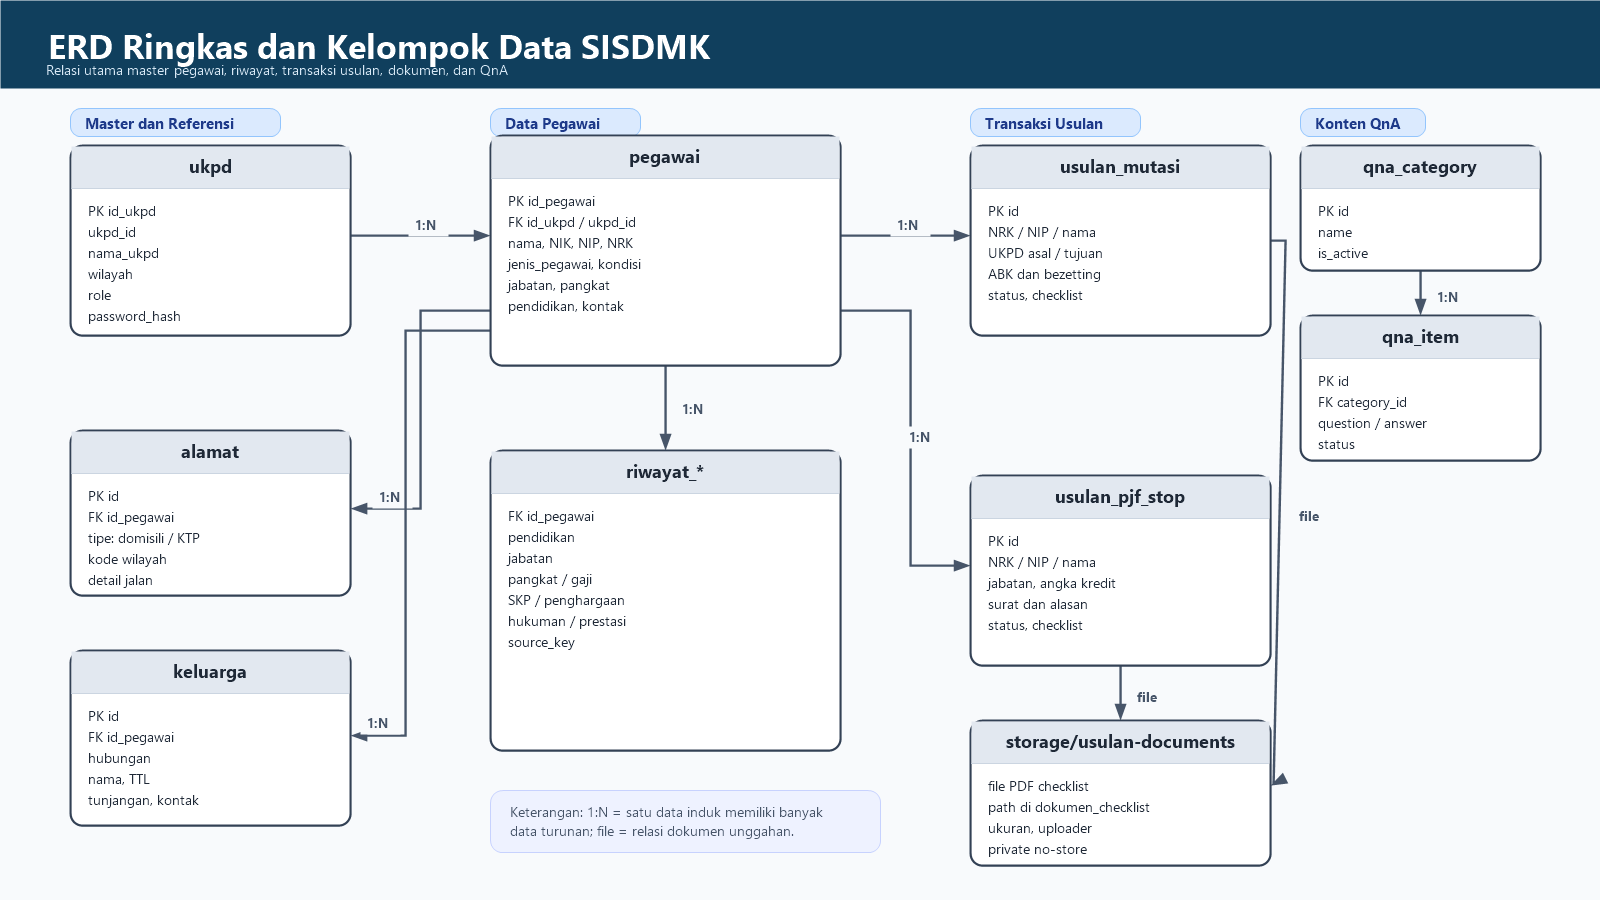 ERD Ringkas dan Kelompok Data SISDMK
Relasi utama master pegawai, riwayat, transaksi usulan, dokumen, dan QnA
Master dan Referensi
ukpd
PK id_ukpd
ukpd_id
nama_ukpd
wilayah
role
password_hash
1:N
alamat
PK id
FK id_pegawai
tipe: domisili / KTP
kode wilayah
detail jalan
1:N
keluarga
PK id
FK id_pegawai
hubungan
nama, TTL
tunjangan, kontak
1:N
Data Pegawai
pegawai
PK id_pegawai
FK id_ukpd / ukpd_id
nama, NIK, NIP, NRK
jenis_pegawai, kondisi
jabatan, pangkat
pendidikan, kontak
1:N
riwayat_*
FK id_pegawai
pendidikan
jabatan
pangkat / gaji
SKP / penghargaan
hukuman / prestasi
source_key
Keterangan: 1:N = satu data induk memiliki banyak
data turunan; file = relasi dokumen unggahan.
1:N
1:N
Transaksi Usulan
usulan_mutasi
PK id
NRK / NIP / nama
UKPD asal / tujuan
ABK dan bezetting
status, checklist
usulan_pjf_stop
PK id
NRK / NIP / nama
jabatan, angka kredit
surat dan alasan
status, checklist
file
storage/usulan-documents
file PDF checklist
path di dokumen_checklist
ukuran, uploader
private no-store
file
Konten QnA
qna_category
PK id
name
is_active
1:N
qna_item
PK id
FK category_id
question / answer
status